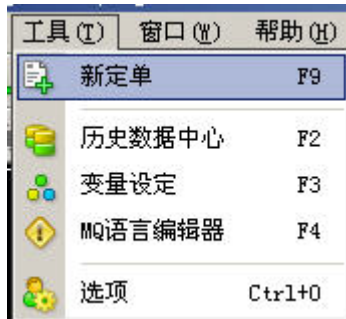 工具(T) 窗口(W) 帮助(H)
新定单 F9
历史数据中心 F2
变量设定 F3
MQ语言编辑器 F4
选项 Ctrl+O